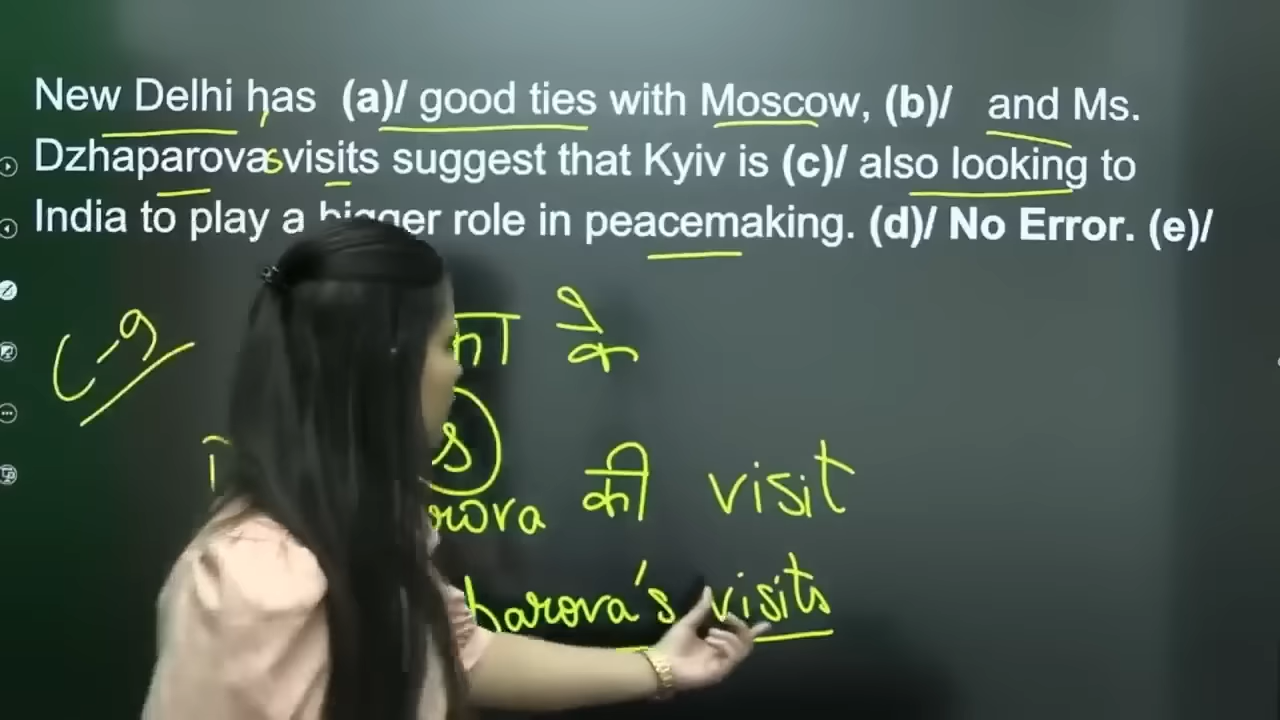 New Delhi has (a)/ good ties with Moscow, (b)/ and Ms.
Dzhaparova's visits suggest that Kyiv is (c)/ also looking to
India to play a bigger role in peacemaking. (d)/ No Error. (e)/
के
s
की visit
barova's visits